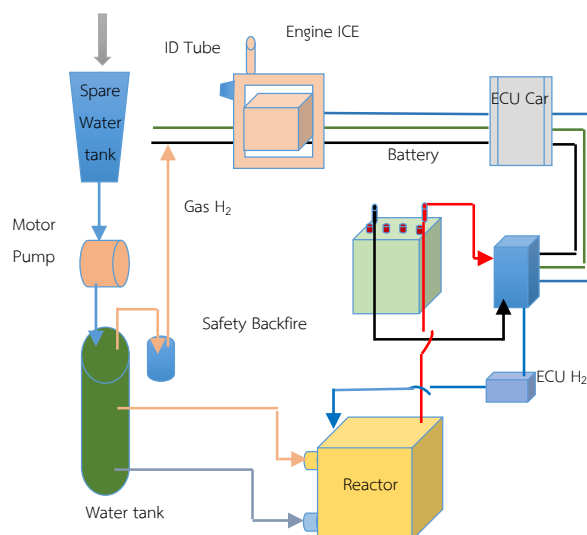 Engine ICE
ID Tube
Spare
Water
tank
ECU Car
Battery
Gas H₂
Motor
Pump
Safety Backfire
ECU H₂
Reactor
Water tank